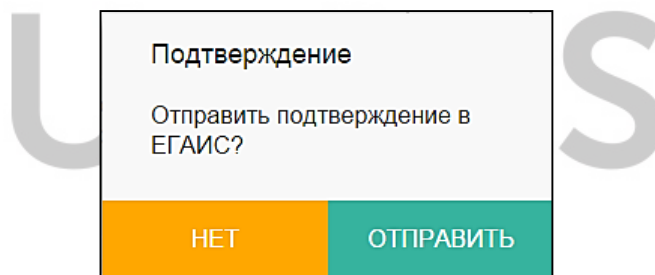 Подтверждение
Отправить подтверждение в
ЕГАИС?
НЕТ
ОТПРАВИТЬ